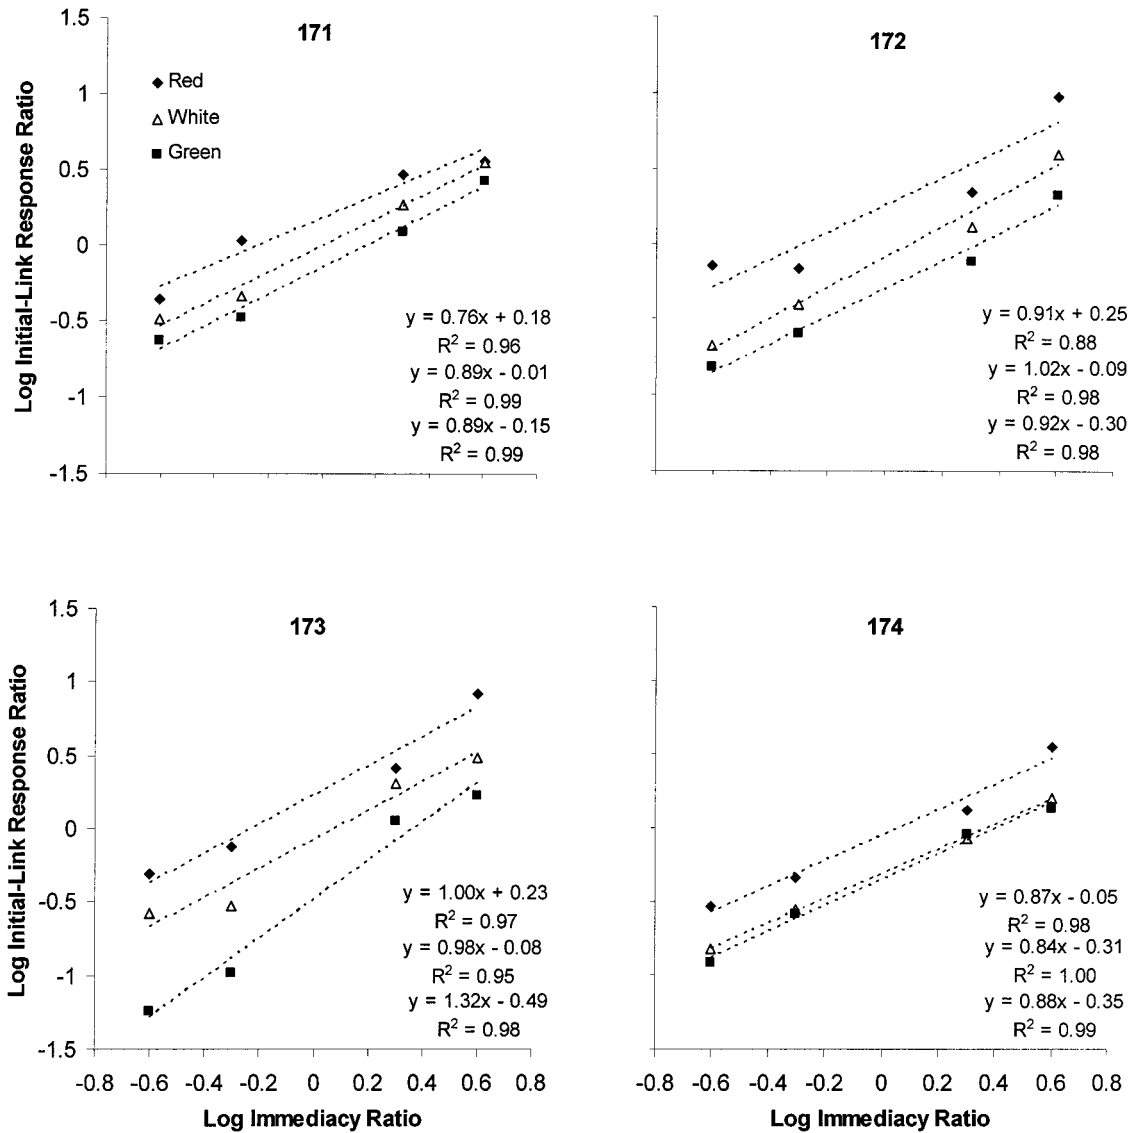 171
1.5
1
0.5
0
-0.5
-1
-1.5
Log Initial-Link Response Ratio
Red
White
Green
y = 0.76x + 0.18
R² = 0.96
y = 0.89x - 0.01
R² = 0.99
y = 0.89x - 0.15
R² = 0.99
172
y = 0.91x + 0.25
R² = 0.88
y = 1.02x - 0.09
R² = 0.98
y = 0.92x - 0.30
R² = 0.98
173
1.5
1
0.5
0
-0.5
-1
-1.5
Log Initial-Link Response Ratio
y = 1.00x + 0.23
R² = 0.97
y = 0.98x - 0.08
R² = 0.95
y = 1.32x - 0.49
R² = 0.98
-0.8 -0.6 -0.4 -0.2 0 0.2 0.4 0.6 0.8
Log Immediacy Ratio
174
y = 0.87x - 0.05
R² = 0.98
y = 0.84x - 0.31
R² = 1.00
y = 0.88x - 0.35
R² = 0.99
-0.8 -0.6 -0.4 -0.2 0 0.2 0.4 0.6 0.8
Log Immediacy Ratio